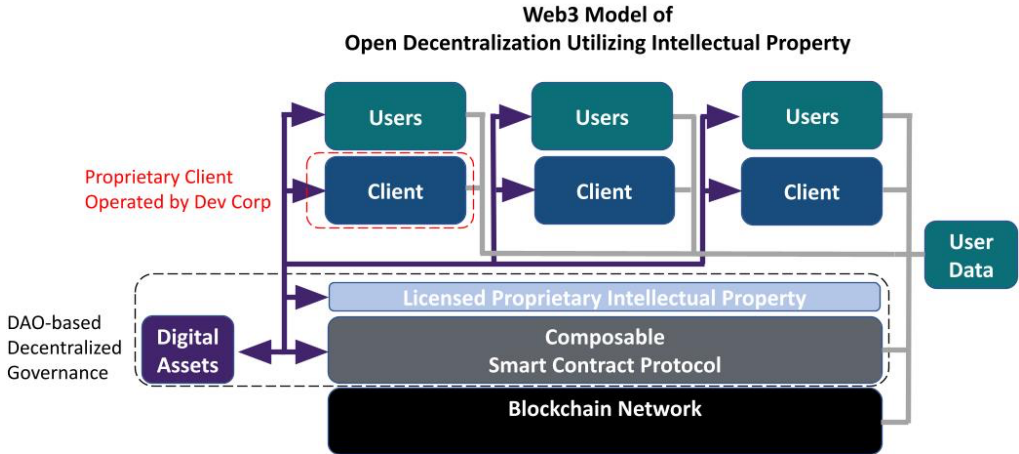 Web3 Model of
Open Decentralization Utilizing Intellectual Property
Users
Users
Users
Proprietary Client
Operated by Dev Corp
Client
Client
Client
User
Data
Licensed Proprietary Intellectual Property
DAO-based
Decentralized
Governance
Digital
Assets
Composable
Smart Contract Protocol
Blockchain Network